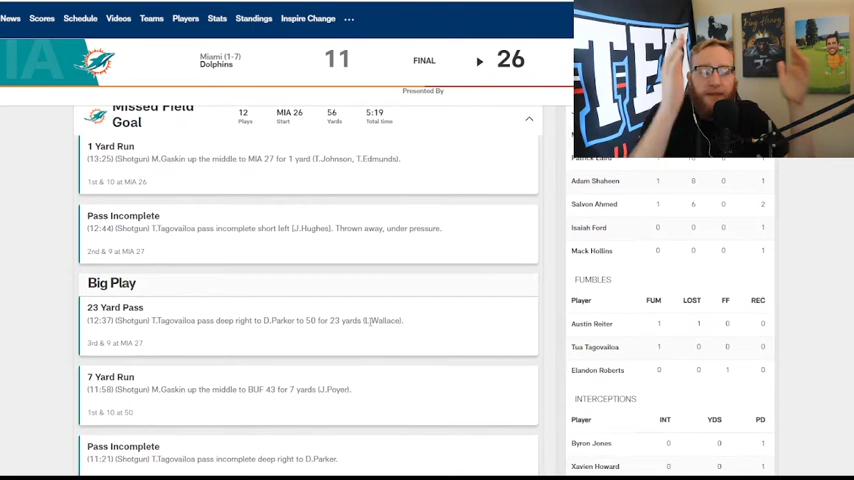 News Scores Schedule Videos Teams Players Stats Standings Inspire Change
Miami (1-7)
Dolphins
11
FINAL
26
Presented By
Missed Field
Goal
12
Plays
MIA 26
Start
56
Yards
5:19
Total time
1 Yard Run
(13:25) (Shotgun) M.Gaskin up the middle to MIA 27 for 1 yard (T.Johnson, T.Edmunds).
1st & 10 at MIA 26
Pass Incomplete
(12:44) (Shotgun) T.Tagovailoa pass incomplete short left [J.Hughes]. Thrown away, under pressure.
2nd & 9 at MIA 27
Big Play
23 Yard Pass
(12:37) (Shotgun) T.Tagovailoa pass deep right to D.Parker to 50 for 23 yards (L.Wallace).
3rd & 9 at MIA 27
7 Yard Run
(11:58) (Shotgun) M.Gaskin up the middle to BUF 43 for 7 yards (J.Poyer).
1st & 10 at 50
Pass Incomplete
(11:21) (Shotgun) T.Tagovailoa pass incomplete deep right to D.Parker.
Adam Shaheen 1 8 0 1
Salvon Ahmed 1 6 0 2
Isaiah Ford 0 0 0 1
Mack Hollins 0 0 0 1
FUMBLES
Player FUM LOST FF REC
Austin Reiter 1 1 0 0
Tua Tagovailoa 1 0 0 0
Elandon Roberts 0 0 1 0
INTERCEPTIONS
Player INT YDS PD
Byron Jones 0 0 1
Xavien Howard 0 0 1